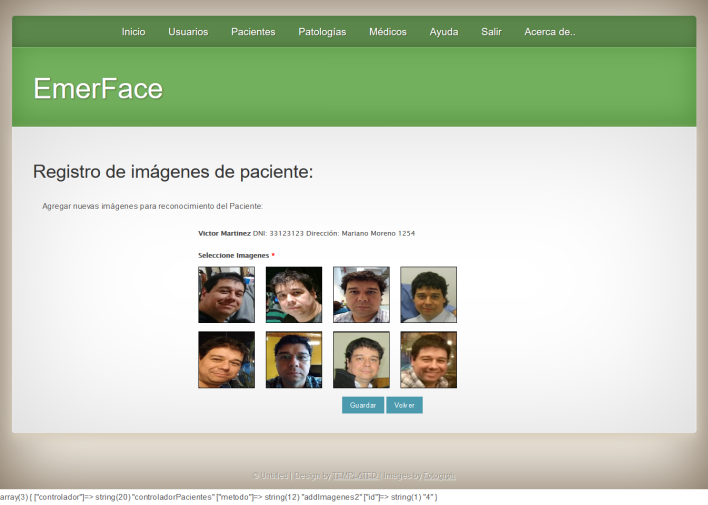 Inicio Usuarios Pacientes Patologías Médicos Ayuda Salir Acerca de..
EmerFace
Registro de imágenes de paciente:
Agregar nuevas imágenes para reconocimiento del Paciente:
Victor Martinez DNI: 33123123 Dirección: Mariano Moreno 1254
Seleccione Imagenes *
Guardar Volver
© Untitled | Design by TEMPLATED | Images by Fotogrph.
array(3) { ["controlador"]=> string(20) "controladorPacientes" ["metodo"]=> string(12) "addImagenes2" ["id"]=> string(1) "4" }